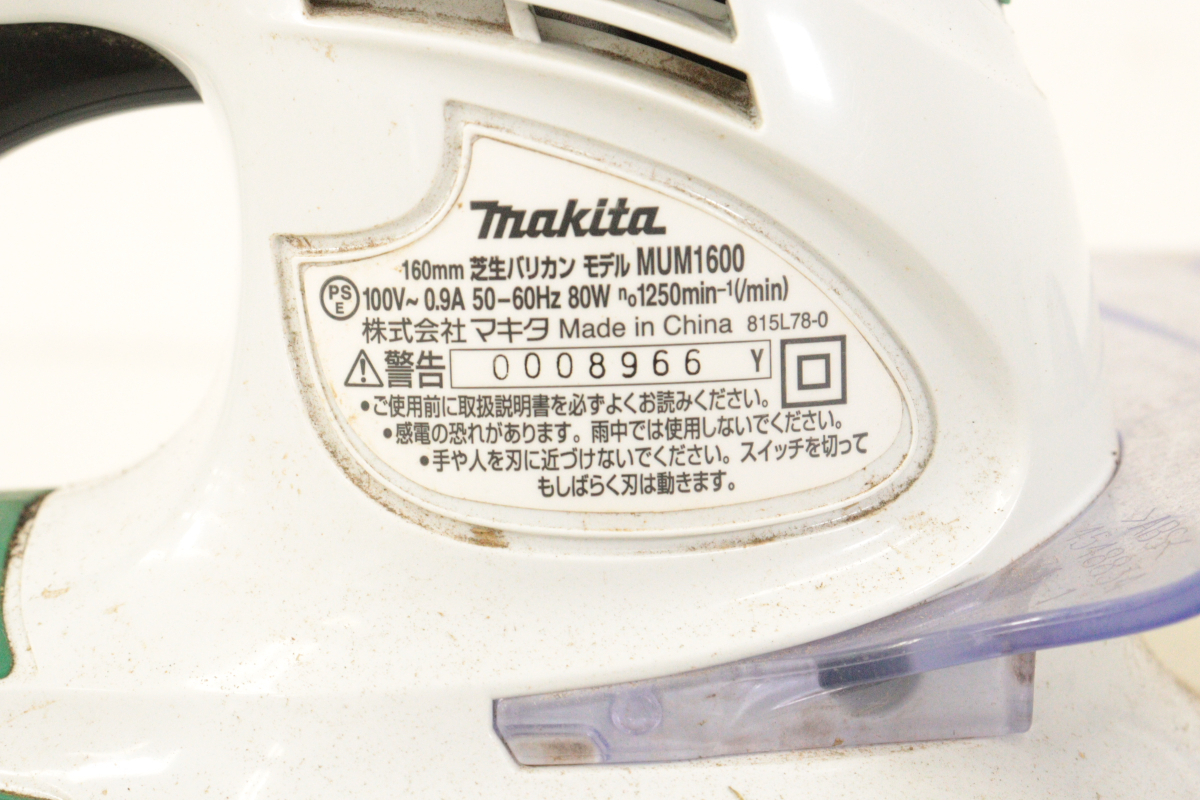 makita
160mm 芝生バリカン モデル MUM1600
PS E 100V~ 0.9A 50-60Hz 80W n₀1250min⁻¹(/min)
株式会社 マキタ Made in China 815L78-0
警告 0008966 Y
•ご使用前に取扱説明書を必ずよくお読みください。
•感電の恐れがあります。雨中では使用しないでください。
•手や人を刃に近づけないでください。スイッチを切って
もしばらく刃は動きます。
>ABS<